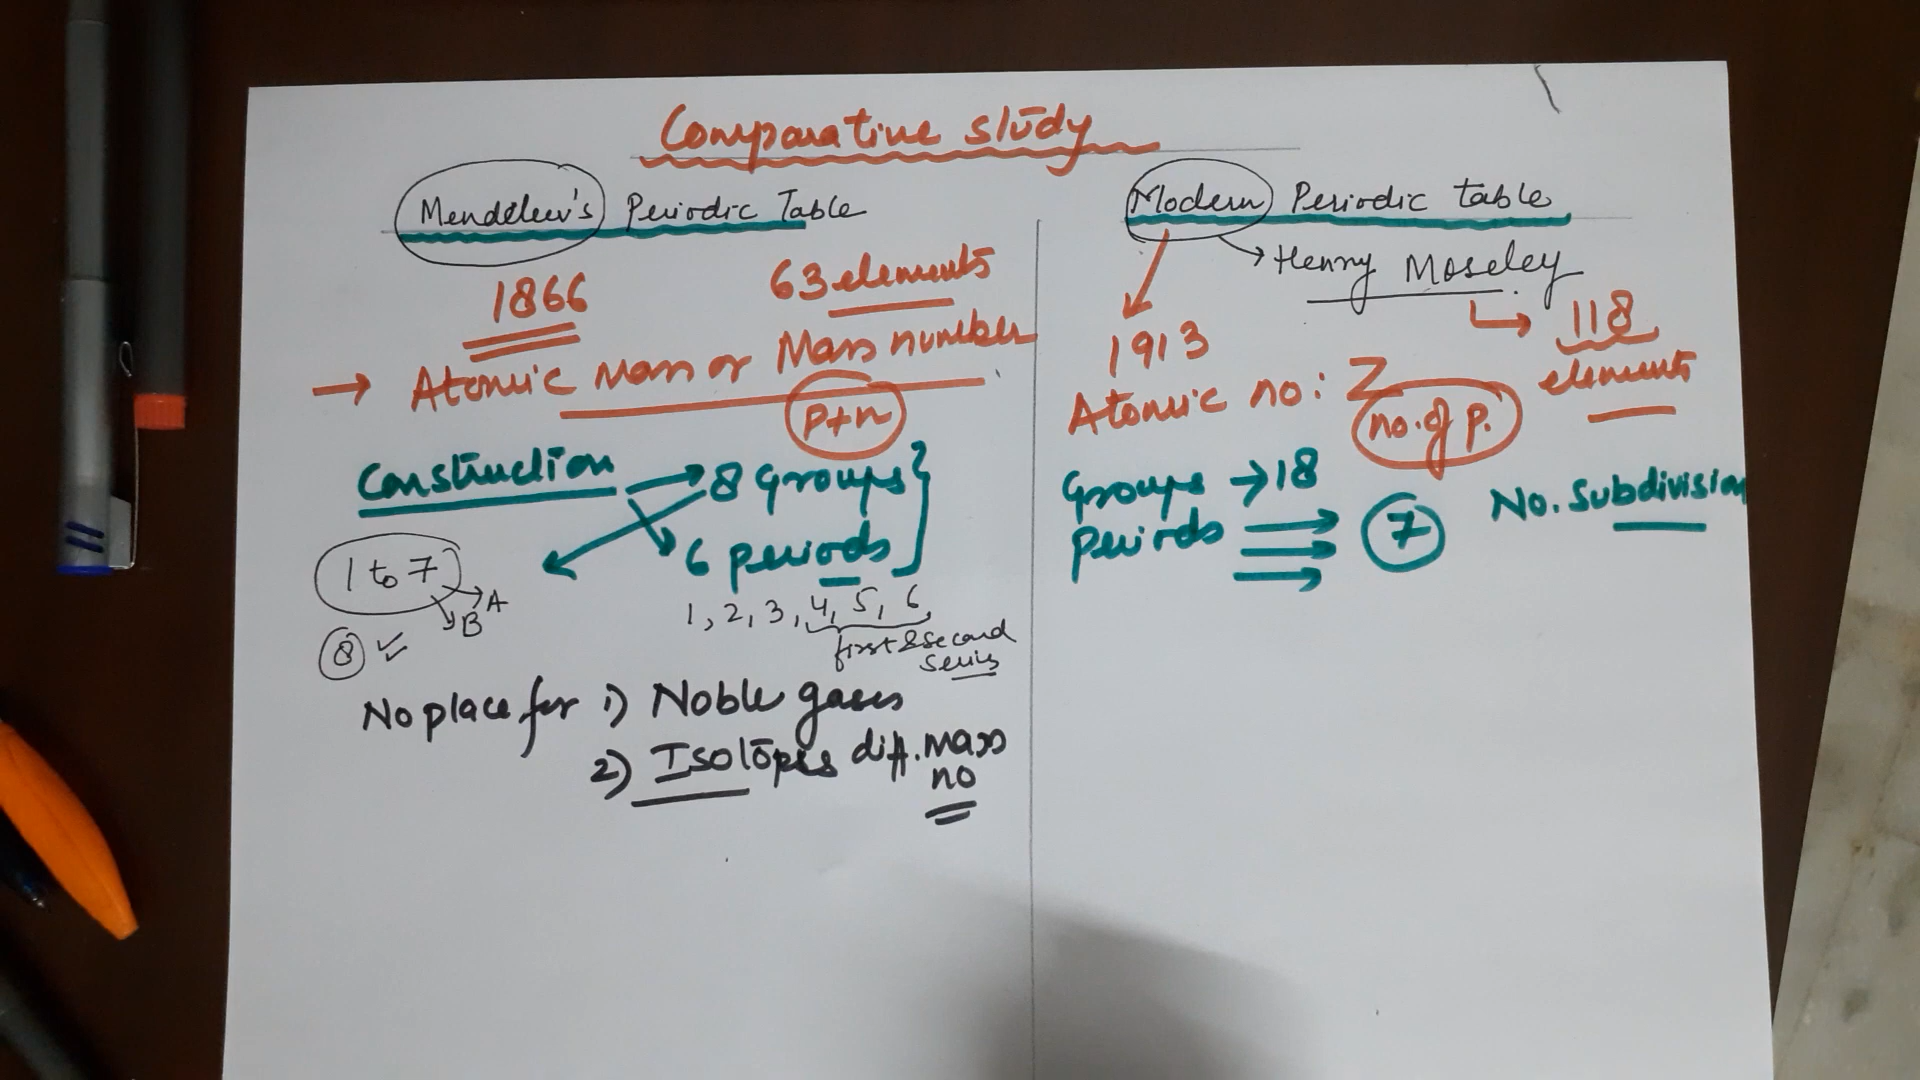 Comparative study
Mendeleev's Periodic Table
1866
63 elements
→ Atomic Mass or Mass number
p+n
Construction
8 groups
6 periods
1 to 7
A
B
8
1, 2, 3, 4, 5, 6
first & second
series
No place for 1) Noble gases
2) Isotopes diff. mass
no
Modern Periodic table
→ Henry Moseley
118
elements
1913
Atomic no: Z
no. of p.
Groups → 18
periods
7
No. Subdivision